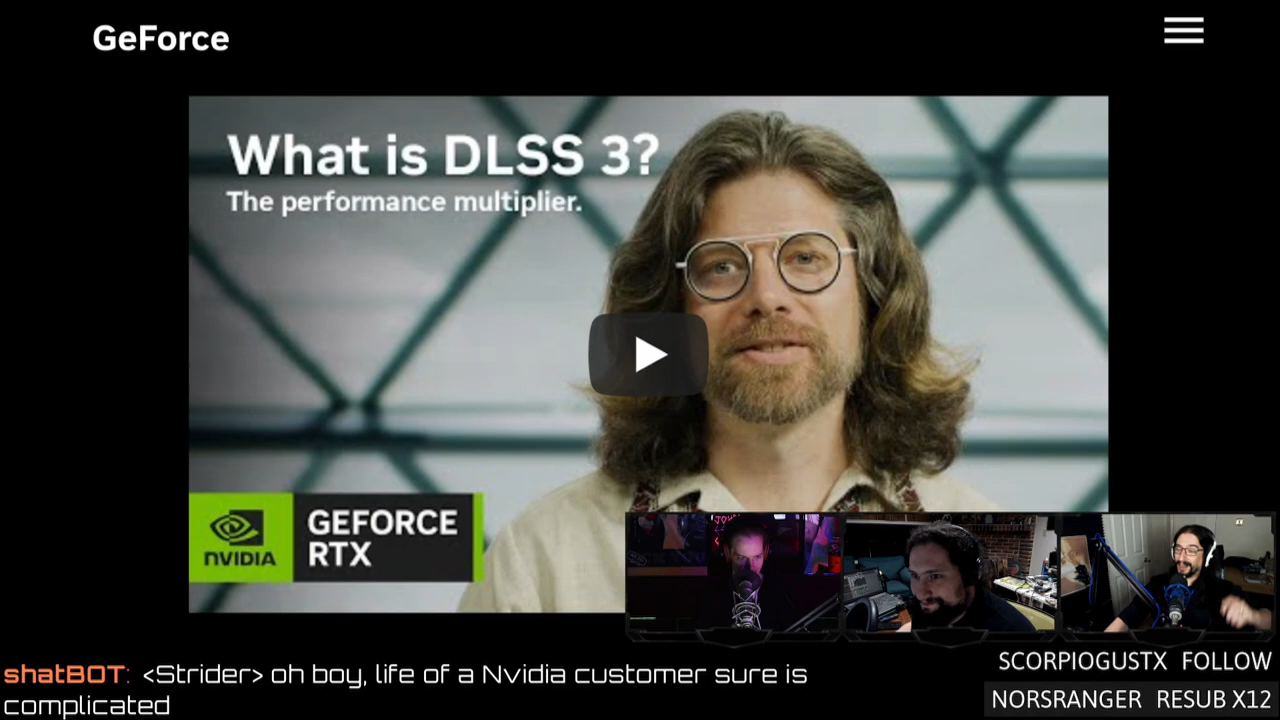 GeForce
What is DLSS 3?
The performance multiplier.
NVIDIA
GEFORCE
RTX
shatBOT: <Strider> oh boy, life of a Nvidia customer sure is
complicated
SCORPIOGUSTX FOLLOW
NORSRANGER RESUB X12